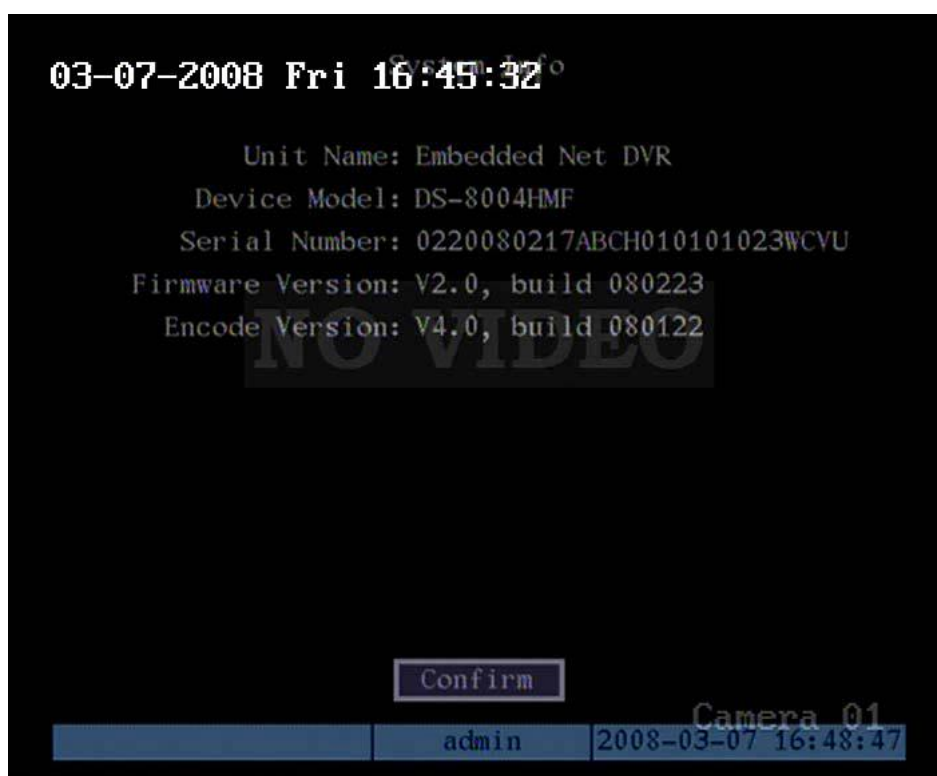 System Info
03-07-2008 Fri 16:45:32
Unit Name: Embedded Net DVR
Device Model: DS-8004HMF
Serial Number: 0220080217ABCH010101023WCVU
Firmware Version: V2.0, build 080223
Encode Version: V4.0, build 080122
NO VIDEO
Confirm
Camera 01
admin 2008-03-07 16:48:47